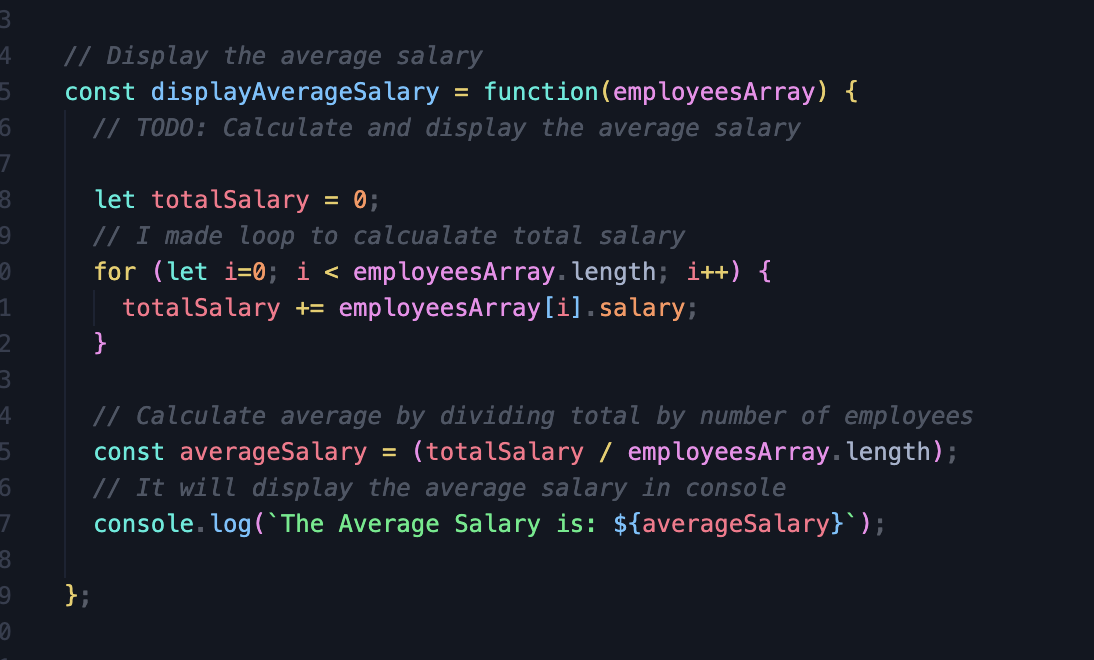 3
4 // Display the average salary
5 const displayAverageSalary = function(employeesArray) {
6 // TODO: Calculate and display the average salary
7
8 let totalSalary = 0;
9 // I made loop to calcualate total salary
0 for (let i=0; i < employeesArray.length; i++) {
1 totalSalary += employeesArray[i].salary;
2 }
3
4 // Calculate average by dividing total by number of employees
5 const averageSalary = (totalSalary / employeesArray.length);
6 // It will display the average salary in console
7 console.log(`The Average Salary is: ${averageSalary}`);
8
9 };
0